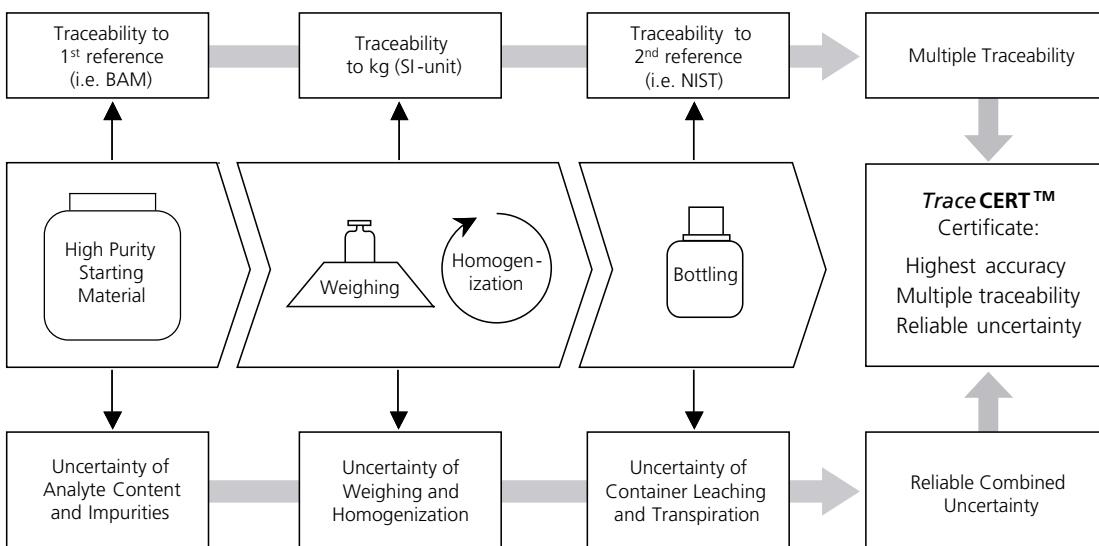 Traceability to
1st reference
(i.e. BAM)
Traceability
to kg (SI-unit)
Traceability to
2nd reference
(i.e. NIST)
Multiple Traceability
High Purity
Starting
Material
Weighing
Homogen-
ization
Bottling
TraceCERT™
Certificate:
Highest accuracy
Multiple traceability
Reliable uncertainty
Uncertainty of
Analyte Content
and Impurities
Uncertainty of
Weighing and
Homogenization
Uncertainty of
Container Leaching
and Transpiration
Reliable Combined
Uncertainty